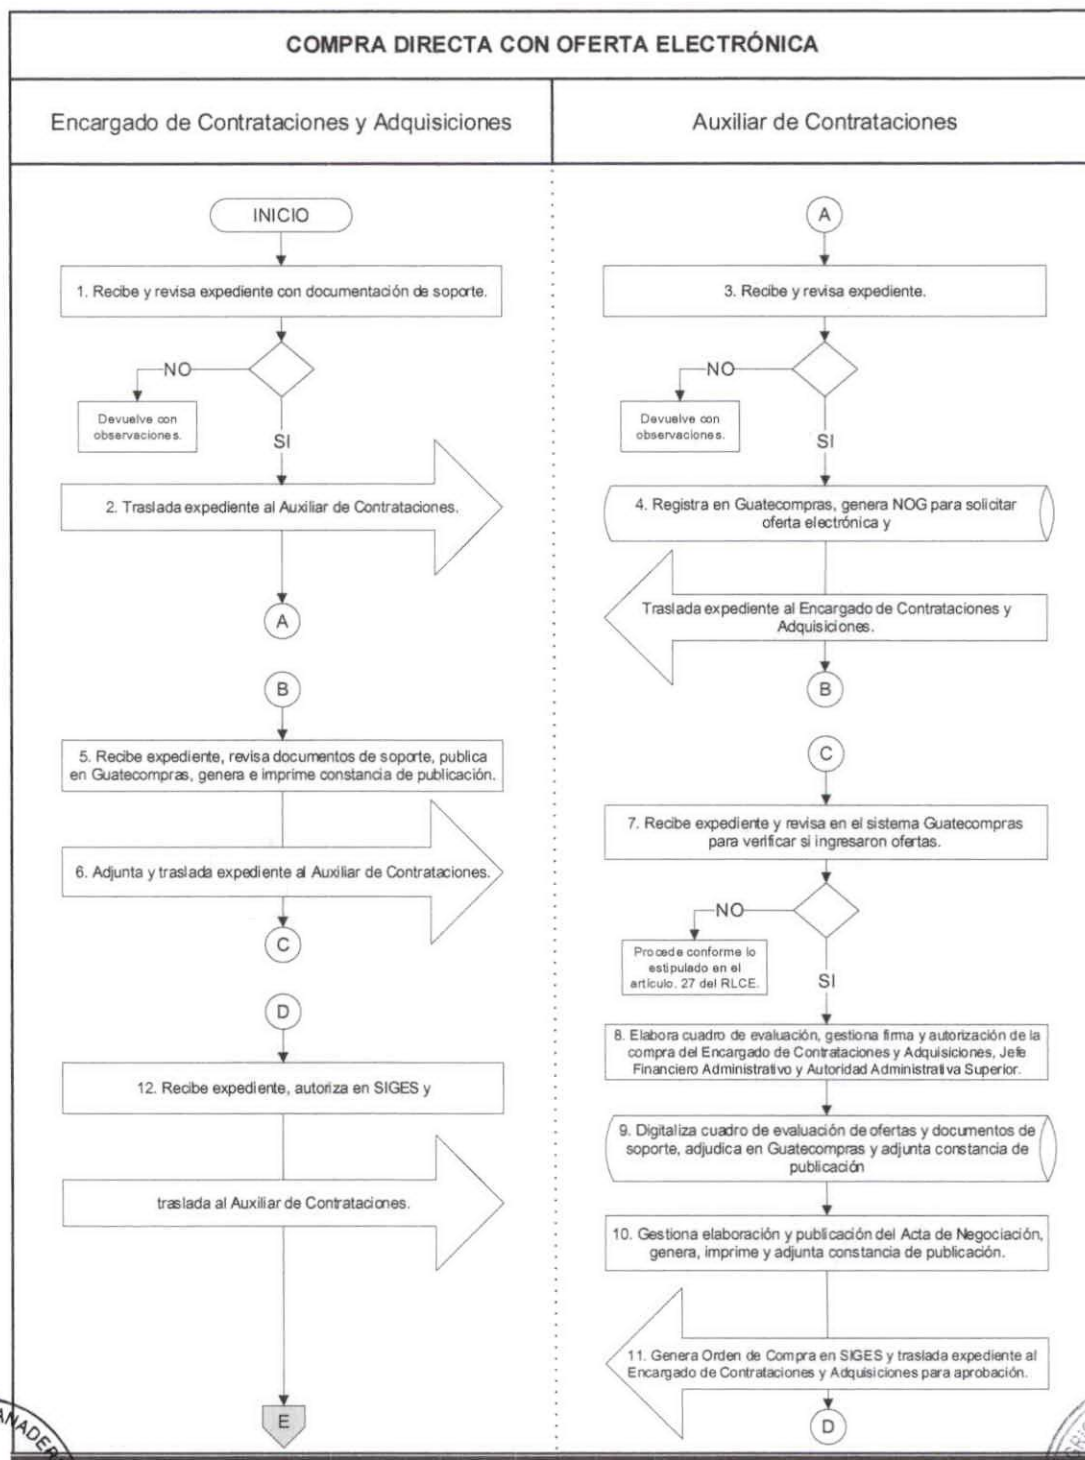 COMPRA DIRECTA CON OFERTA ELECTRÓNICA
Encargado de Contrataciones y Adquisiciones
Auxiliar de Contrataciones
INICIO
1. Recibe y revisa expediente con documentación de soporte.
NO
Devuelve con
observaciones.
SI
2. Traslada expediente al Auxiliar de Contrataciones.
A
B
5. Recibe expediente, revisa documentos de soporte, publica
en Guatecompras, genera e imprime constancia de publicación.
6. Adjunta y traslada expediente al Auxiliar de Contrataciones.
C
D
12. Recibe expediente, autoriza en SIGES y
traslada al Auxiliar de Contrataciones.
E
A
3. Recibe y revisa expediente.
NO
Devuelve con
observaciones.
SI
4. Registra en Guatecompras, genera NOG para solicitar
oferta electrónica y
Traslada expediente al Encargado de Contrataciones y
Adquisiciones.
B
C
7. Recibe expediente y revisa en el sistema Guatecompras
para verificar si ingresaron ofertas.
NO
Procede conforme lo
estipulado en el
artículo. 27 del RLCE.
SI
8. Elabora cuadro de evaluación, gestiona firma y autorización de la
compra del Encargado de Contrataciones y Adquisiciones, Jefe
Financiero Administrativo y Autoridad Administrativa Superior.
9. Digitaliza cuadro de evaluación de ofertas y documentos de
soporte, adjudica en Guatecompras y adjunta constancia de
publicación
10. Gestiona elaboración y publicación del Acta de Negociación,
genera, imprime y adjunta constancia de publicación.
11. Genera Orden de Compra en SIGES y traslada expediente al
Encargado de Contrataciones y Adquisiciones para aprobación.
D